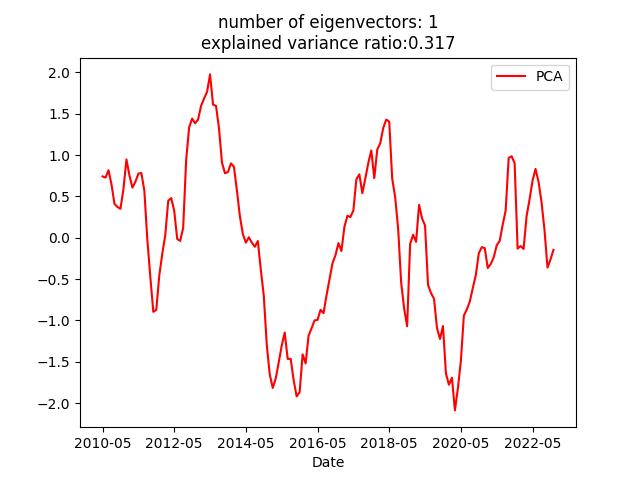 number of eigenvectors: 1
explained variance ratio:0.317
PCA
2.0
1.5
1.0
0.5
0.0
−0.5
−1.0
−1.5
−2.0
2010-05 2012-05 2014-05 2016-05 2018-05 2020-05 2022-05
Date